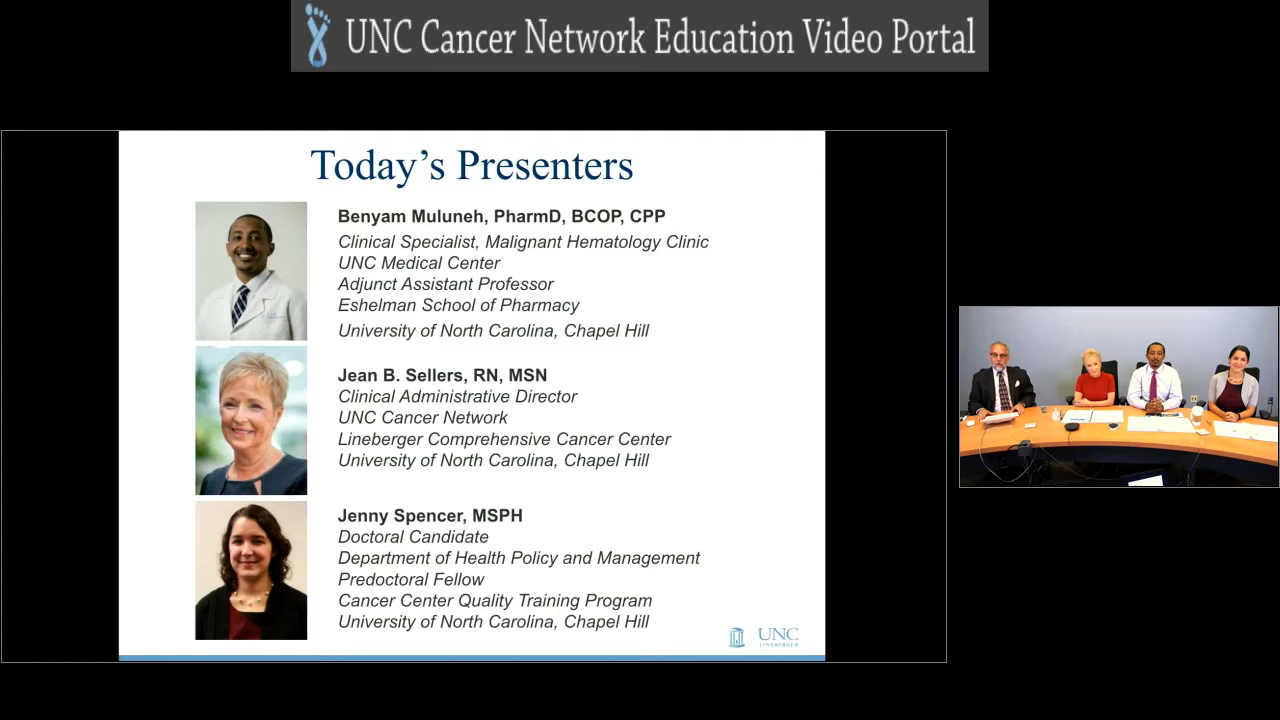 UNC Cancer Network Education Video Portal
Today's Presenters
Benyam Muluneh, PharmD, BCOP, CPP
Clinical Specialist, Malignant Hematology Clinic
UNC Medical Center
Adjunct Assistant Professor
Eshelman School of Pharmacy
University of North Carolina, Chapel Hill
Jean B. Sellers, RN, MSN
Clinical Administrative Director
UNC Cancer Network
Lineberger Comprehensive Cancer Center
University of North Carolina, Chapel Hill
Jenny Spencer, MSPH
Doctoral Candidate
Department of Health Policy and Management
Predoctoral Fellow
Cancer Center Quality Training Program
University of North Carolina, Chapel Hill
UNC
LINEBERGER